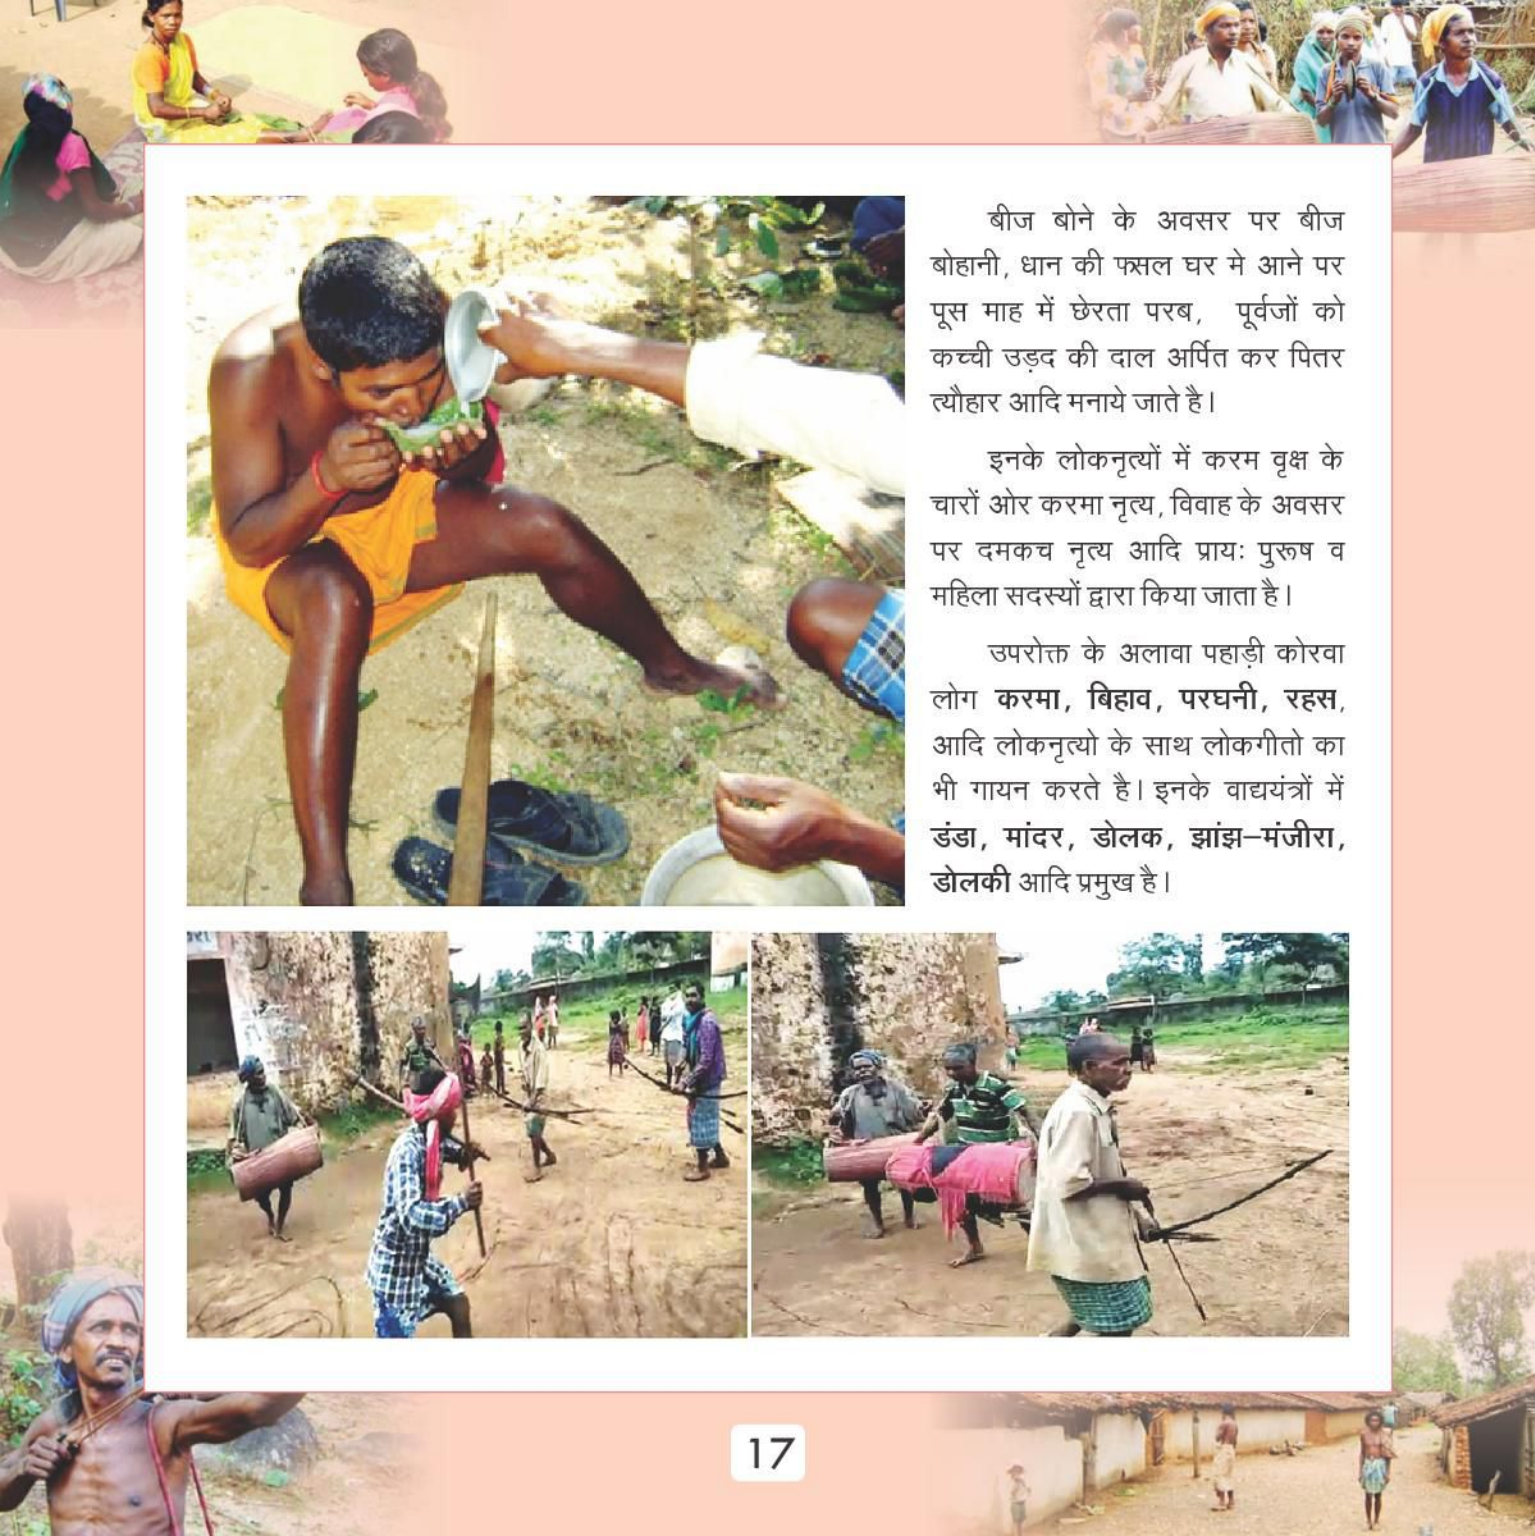 बीज बोने के अवसर पर बीज
बोहानी, धान की फसल घर मे आने पर
पूस माह में छेरता परब, पूर्वजों को
कच्ची उड़द की दाल अर्पित कर पितर
त्यौहार आदि मनाये जाते है।
इनके लोकनृत्यों में करम वृक्ष के
चारों ओर करमा नृत्य, विवाह के अवसर
पर दमकच नृत्य आदि प्रायः पुरूष व
महिला सदस्यों द्वारा किया जाता है।
उपरोक्त के अलावा पहाड़ी कोरवा
लोग करमा, बिहाव, परघनी, रहस,
आदि लोकनृत्यो के साथ लोकगीतो का
भी गायन करते है। इनके वाद्ययंत्रों में
डंडा, मांदर, डोलक, झांझ–मंजीरा,
डोलकी आदि प्रमुख है।
17